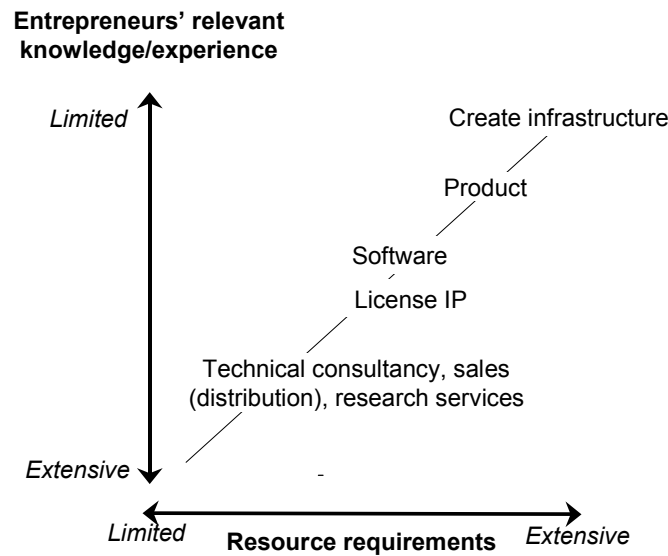 Entrepreneurs’ relevant
knowledge/experience
Limited
Create infrastructure
Product
Software
License IP
Technical consultancy, sales
(distribution), research services
Extensive
Limited
Resource requirements
Extensive